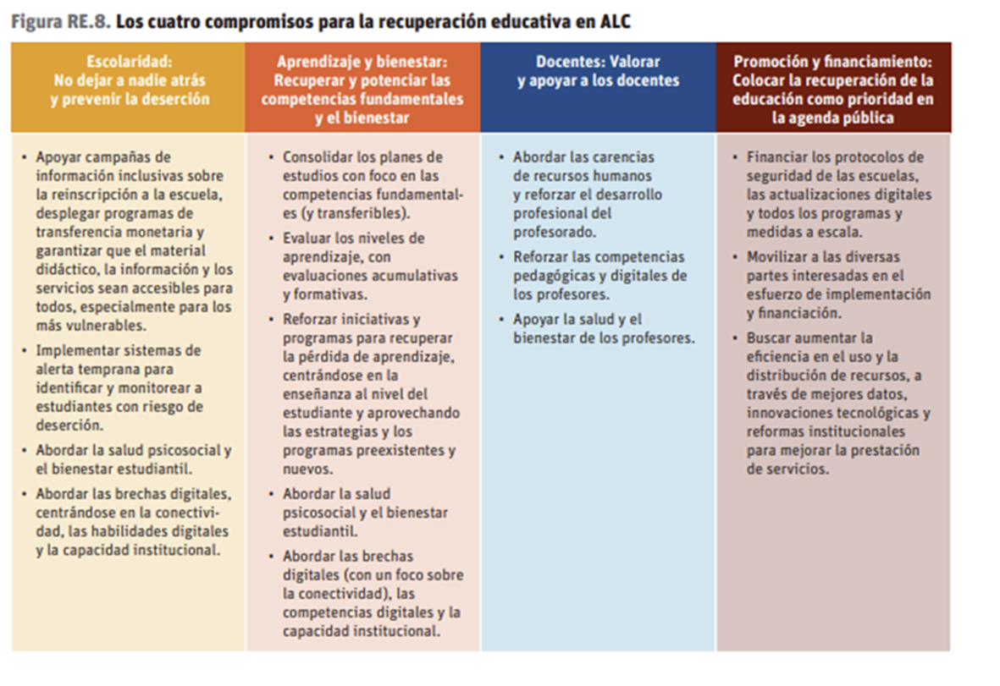 Figura RE.8. Los cuatro compromisos para la recuperación educativa en ALC
Escolaridad:
No dejar a nadie atrás
y prevenir la deserción
• Apoyar campañas de
información inclusivas sobre
la reinscripción a la escuela,
desplegar programas de
transferencia monetaria y
garantizar que el material
didáctico, la información y los
servicios sean accesibles para
todos, especialmente para los
más vulnerables.
• Implementar sistemas de
alerta temprana para
identificar y monitorear a
estudiantes con riesgo de
deserción.
• Abordar la salud psicosocial y
el bienestar estudiantil.
• Abordar las brechas digitales,
centrándose en la conectivi-
dad, las habilidades digitales
y la capacidad institucional.
Aprendizaje y bienestar:
Recuperar y potenciar las
competencias fundamentales
y el bienestar
• Consolidar los planes de
estudios con foco en las
competencias fundamental-
es (y transferibles).
• Evaluar los niveles de
aprendizaje, con
evaluaciones acumulativas
y formativas.
• Reforzar iniciativas y
programas para recuperar
la pérdida de aprendizaje,
centrándose en la
enseñanza al nivel del
estudiante y aprovechando
las estrategias y los
programas preexistentes y
nuevos.
• Abordar la salud
psicosocial y el bienestar
estudiantil.
• Abordar las brechas
digitales (con un foco sobre
la conectividad), las
competencias digitales y la
capacidad institucional.
Docentes: Valorar
y apoyar a los docentes
• Abordar las carencias
de recursos humanos
y reforzar el desarrollo
profesional del
profesorado.
• Reforzar las competencias
pedagógicas y digitales de
los profesores.
• Apoyar la salud y el
bienestar de los profesores.
Promoción y financiamiento:
Colocar la recuperación de la
educación como prioridad en
la agenda pública
• Financiar los protocolos de
seguridad de las escuelas,
las actualizaciones digitales
y todos los programas y
medidas a escala.
• Movilizar a las diversas
partes interesadas en el
esfuerzo de implementación
y financiación.
• Buscar aumentar la
eficiencia en el uso y la
distribución de recursos, a
través de mejores datos,
innovaciones tecnológicas y
reformas institucionales
para mejorar la prestación
de servicios.